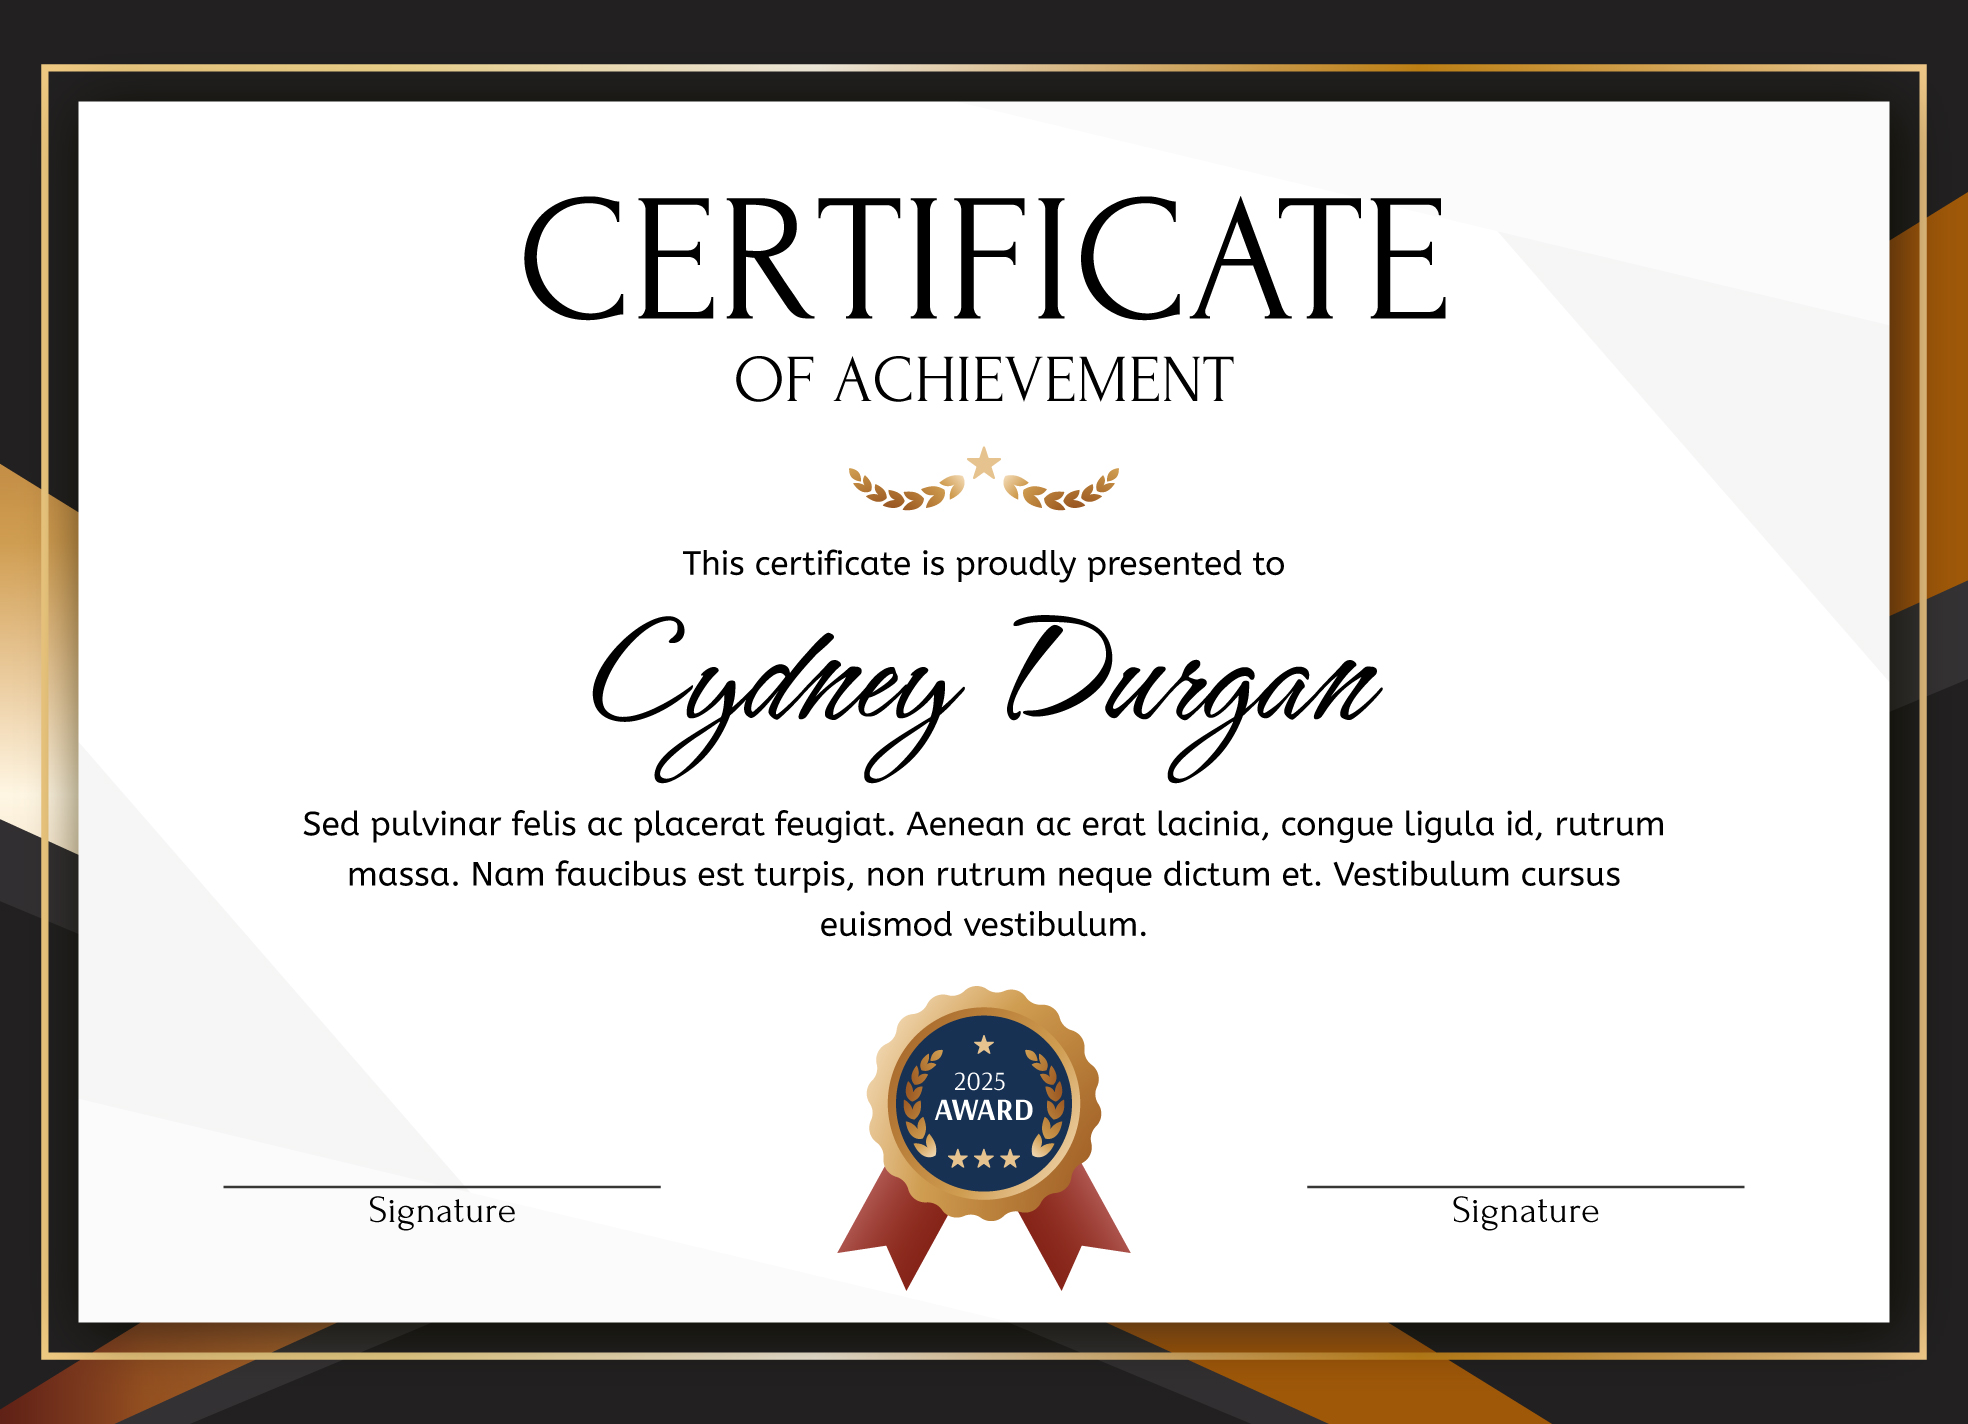 CERTIFICATE
OF ACHIEVEMENT
This certificate is proudly presented to
Cydney Durgan
Sed pulvinar felis ac placerat feugiat. Aenean ac erat lacinia, congue ligula id, rutrum
massa. Nam faucibus est turpis, non rutrum neque dictum et. Vestibulum cursus
euismod vestibulum.
2025
AWARD
Signature
Signature